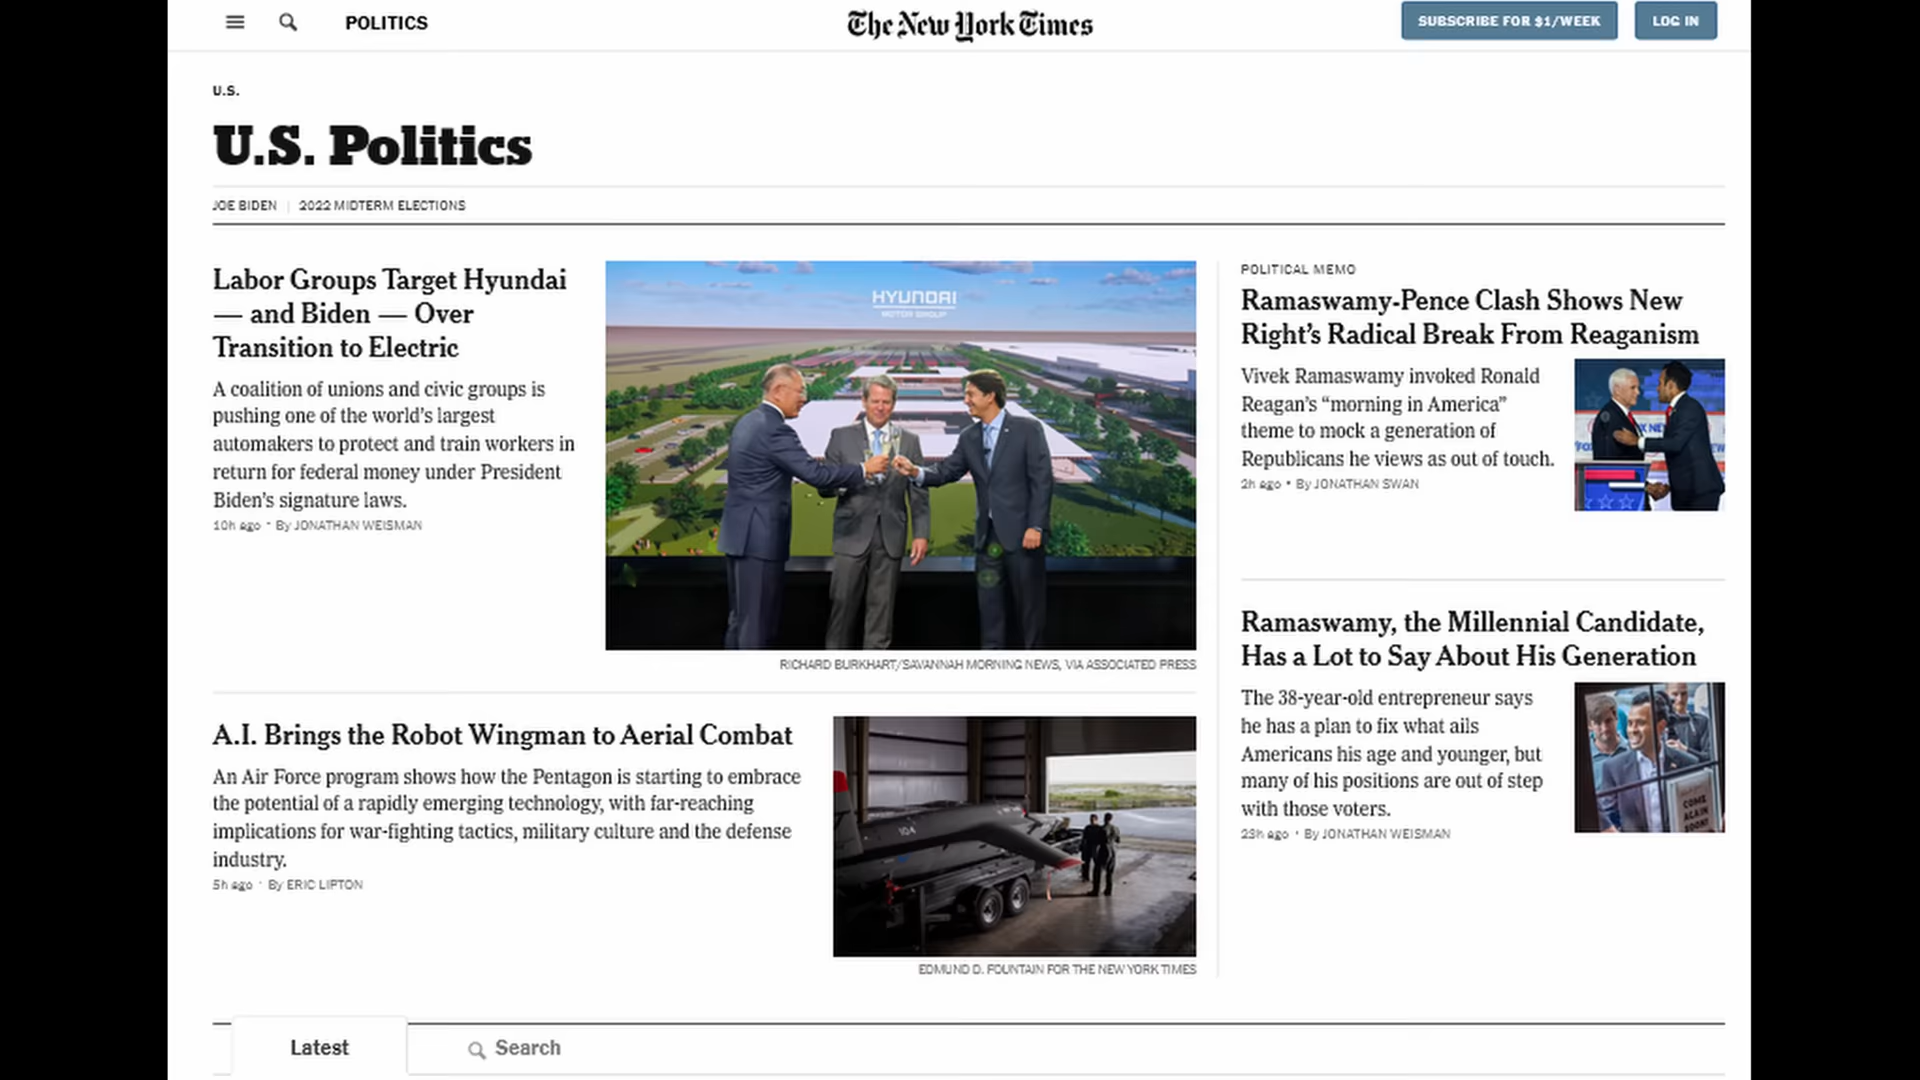 POLITICS
The New York Times
SUBSCRIBE FOR $1/WEEK
LOG IN
U.S.
U.S. Politics
JOE BIDEN
2022 MIDTERM ELECTIONS
Labor Groups Target Hyundai
— and Biden — Over
Transition to Electric
A coalition of unions and civic groups is
pushing one of the world’s largest
automakers to protect and train workers in
return for federal money under President
Biden’s signature laws.
10h ago · By JONATHAN WEISMAN
HYUNDAI
MOTOR GROUP
RICHARD BURKHART/SAVANNAH MORNING NEWS, VIA ASSOCIATED PRESS
A.I. Brings the Robot Wingman to Aerial Combat
An Air Force program shows how the Pentagon is starting to embrace
the potential of a rapidly emerging technology, with far-reaching
implications for war-fighting tactics, military culture and the defense
industry.
5h ago · By ERIC LIPTON
104
EDMUND D. FOUNTAIN FOR THE NEW YORK TIMES
POLITICAL MEMO
Ramaswamy-Pence Clash Shows New
Right’s Radical Break From Reaganism
Vivek Ramaswamy invoked Ronald
Reagan’s “morning in America”
theme to mock a generation of
Republicans he views as out of touch.
2h ago · By JONATHAN SWAN
Ramaswamy, the Millennial Candidate,
Has a Lot to Say About His Generation
The 38-year-old entrepreneur says
he has a plan to fix what ails
Americans his age and younger, but
many of his positions are out of step
with those voters.
23h ago · By JONATHAN WEISMAN
COME
AGAIN
SOON!
Latest
Search